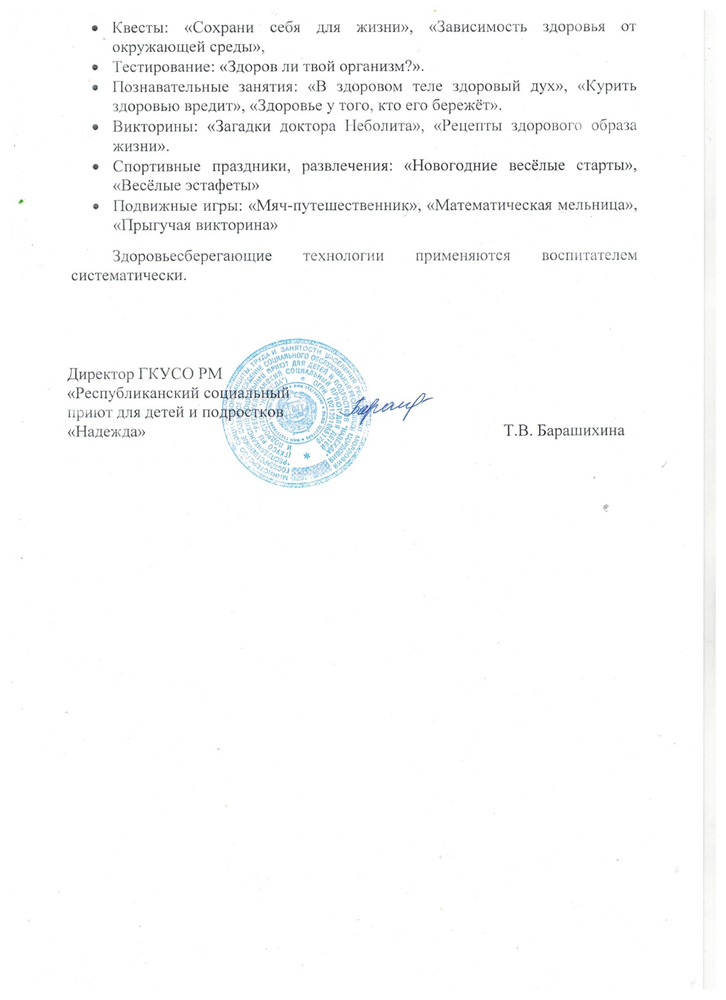 • Квесты: «Сохрани себя для жизни», «Зависимость здоровья от
окружающей среды»,
• Тестирование: «Здоров ли твой организм?».
• Познавательные занятия: «В здоровом теле здоровый дух», «Курить
здоровью вредит», «Здоровье у того, кто его бережёт».
• Викторины: «Загадки доктора Неболита», «Рецепты здорового образа
жизни».
• Спортивные праздники, развлечения: «Новогодние весёлые старты»,
«Весёлые эстафеты»
• Подвижные игры: «Мяч-путешественник», «Математическая мельница»,
«Прыгучая викторина»
Здоровьесберегающие технологии применяются воспитателем
систематически.
Директор ГКУСО РМ
«Республиканский социальный
приют для детей и подростков
«Надежда»
Т.В. Барашихина